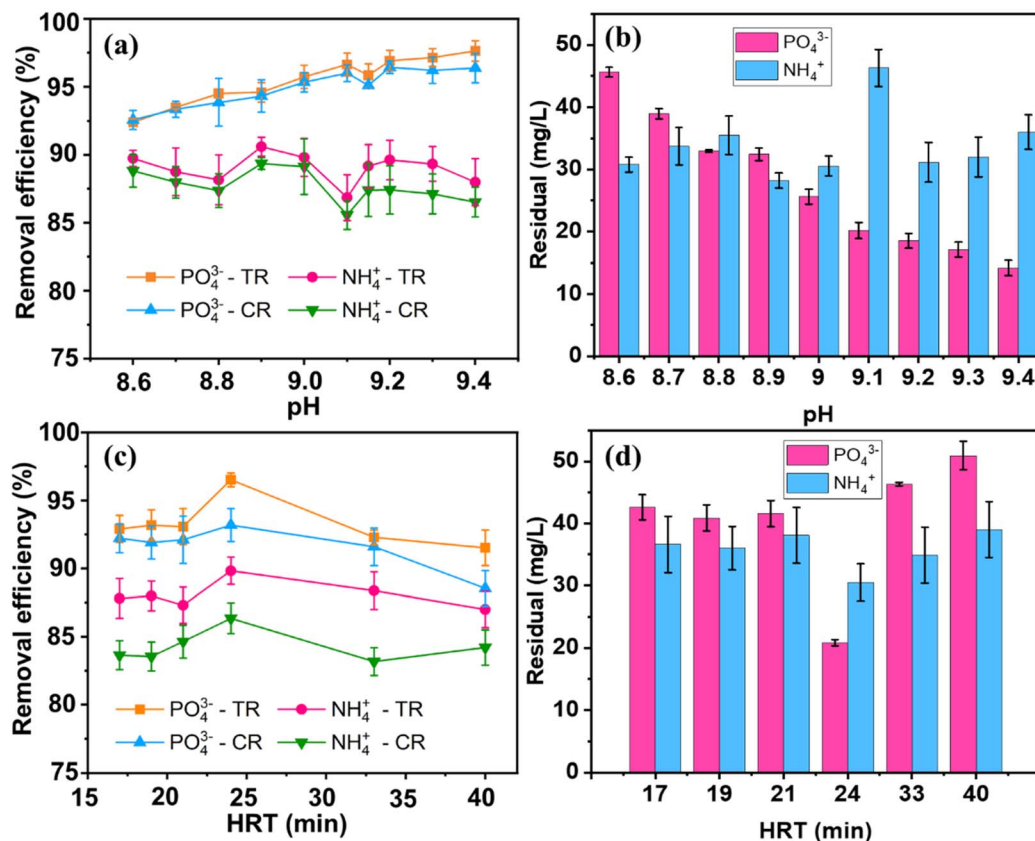 (a)
Removal efficiency (%)
100
95
90
85
80
75
PO₄³⁻ - TR NH₄⁺ - TR
PO₄³⁻ - CR NH₄⁺ - CR
8.6 8.8 9.0 9.2 9.4
pH
(b)
Residual (mg/L)
50
40
30
20
10
0
PO₄³⁻
NH₄⁺
8.6 8.7 8.8 8.9 9 9.1 9.2 9.3 9.4
pH
(c)
Removal efficiency (%)
100
95
90
85
80
75
PO₄³⁻ - TR NH₄⁺ - TR
PO₄³⁻ - CR NH₄⁺ - CR
15 20 25 30 35 40
HRT (min)
(d)
Residual (mg/L)
50
40
30
20
10
0
PO₄³⁻
NH₄⁺
17 19 21 24 33 40
HRT (min)